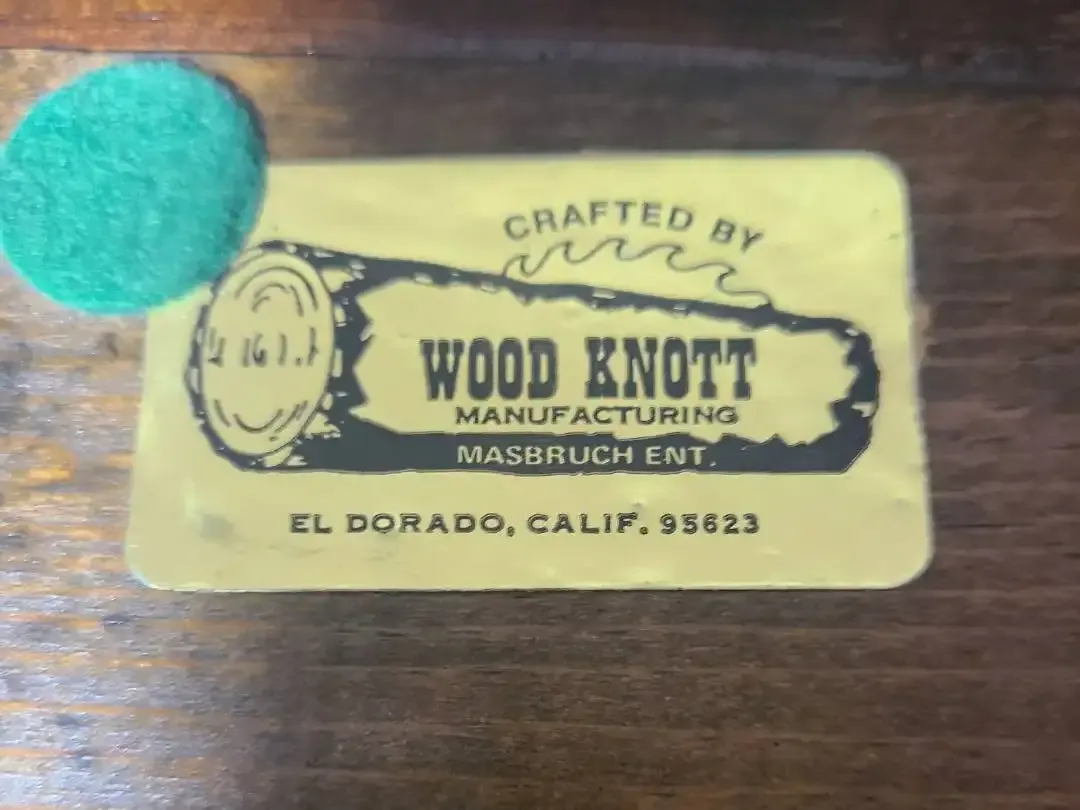 CRAFTED BY
WOOD KNOTT
MANUFACTURING
MASBRUCH ENT.
EL DORADO, CALIF. 95623